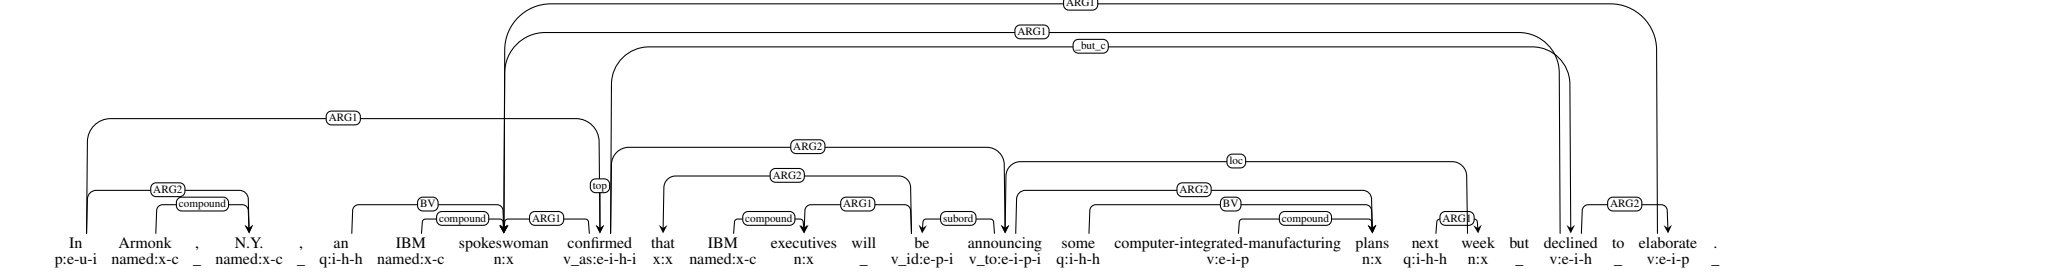 ARG1
ARG1
_but_c
ARG1
ARG2
loc
ARG2
top
ARG2 ARG2
compound BV ARG1 BV ARG2
compound ARG1 compound subord compound ARG1
In Armonk , N.Y. , an IBM spokeswoman confirmed that IBM executives will be announcing some computer-integrated-manufacturing plans next week but declined to elaborate .
p:e-u-i named:x-c _ named:x-c _ q:i-h-h named:x-c n:x v_as:e-i-h-i x:x named:x-c n:x _ v_id:e-p-i v_to:e-i-p-i q:i-h-h v:e-i-p n:x q:i-h-h n:x _ v:e-i-h _ v:e-i-p _